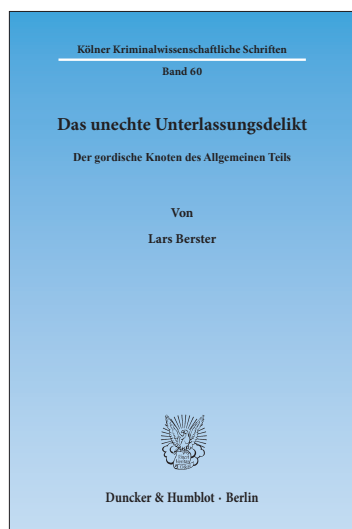 Kölner Kriminalwissenschaftliche Schriften
Band 60
Das unechte Unterlassungsdelikt
Der gordische Knoten des Allgemeinen Teils
Von
Lars Berster
Duncker & Humblot · Berlin